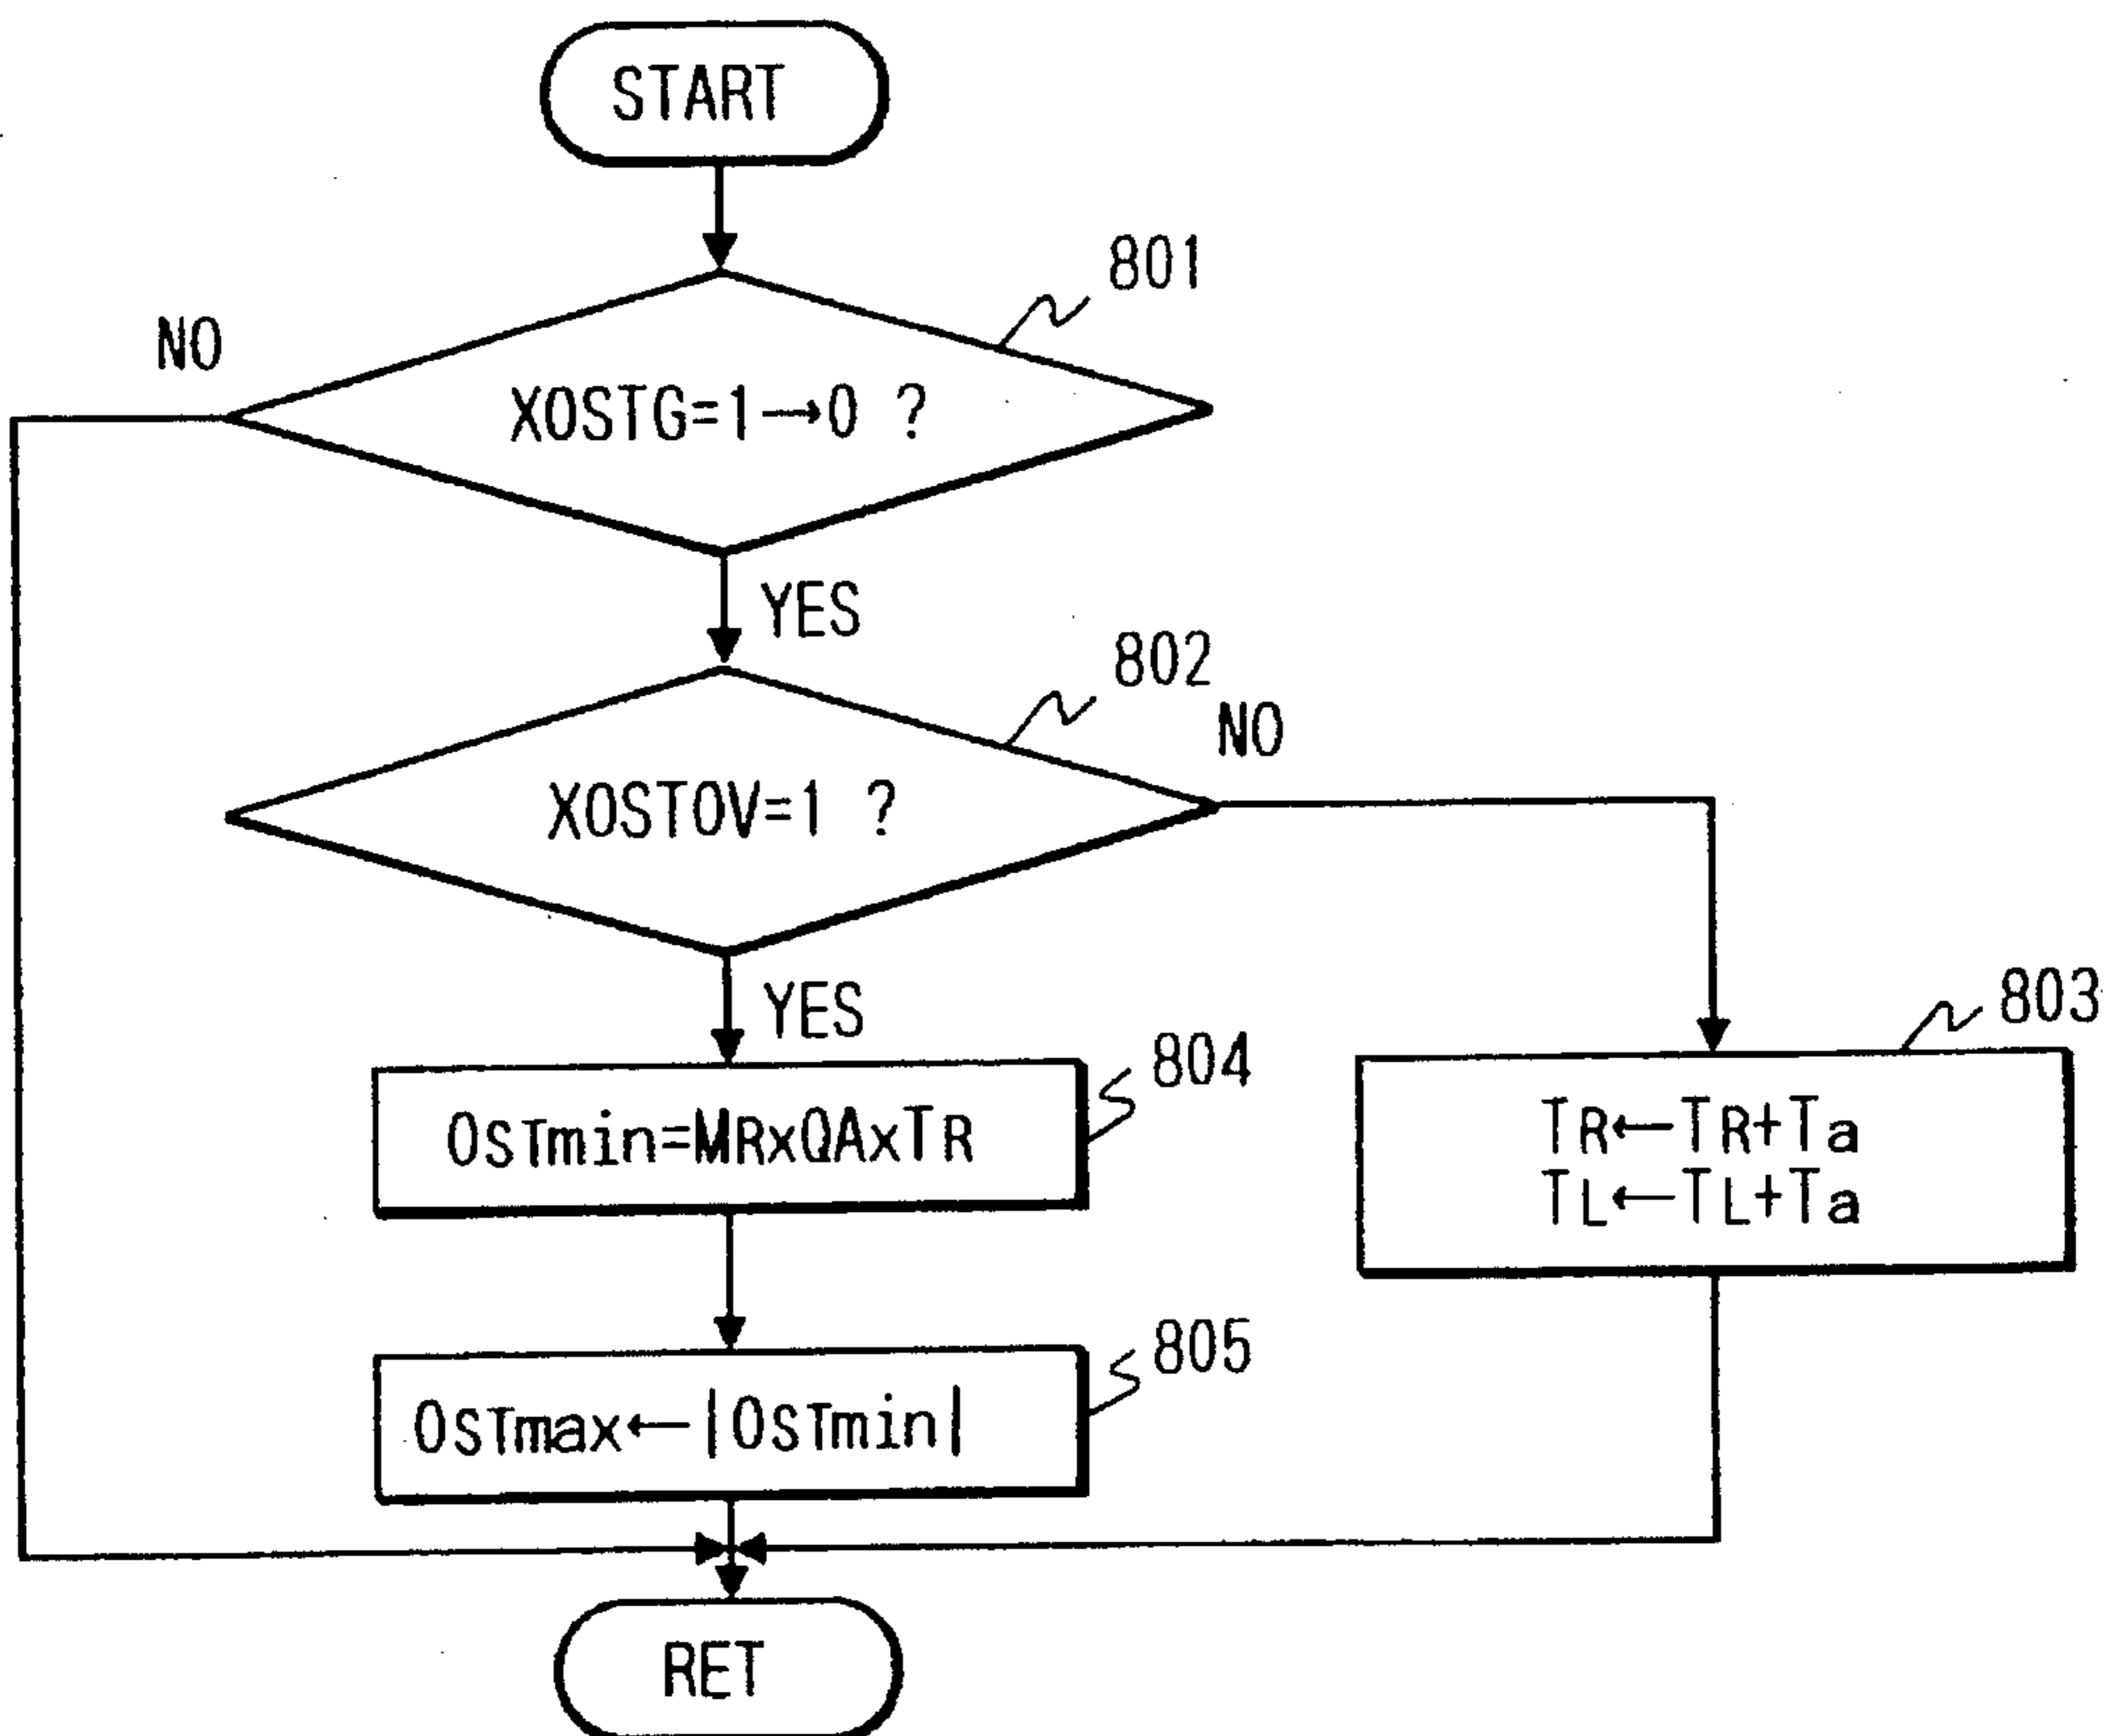 START
801
NO
XOSTG=1→0 ?
YES
802
NO
XOSTOV=1 ?
YES
803
804
TR←TR+Ta
TL←TL+Ta
OSTmin=MRxQAxTR
805
OSTmax←|OSTmin|
RET